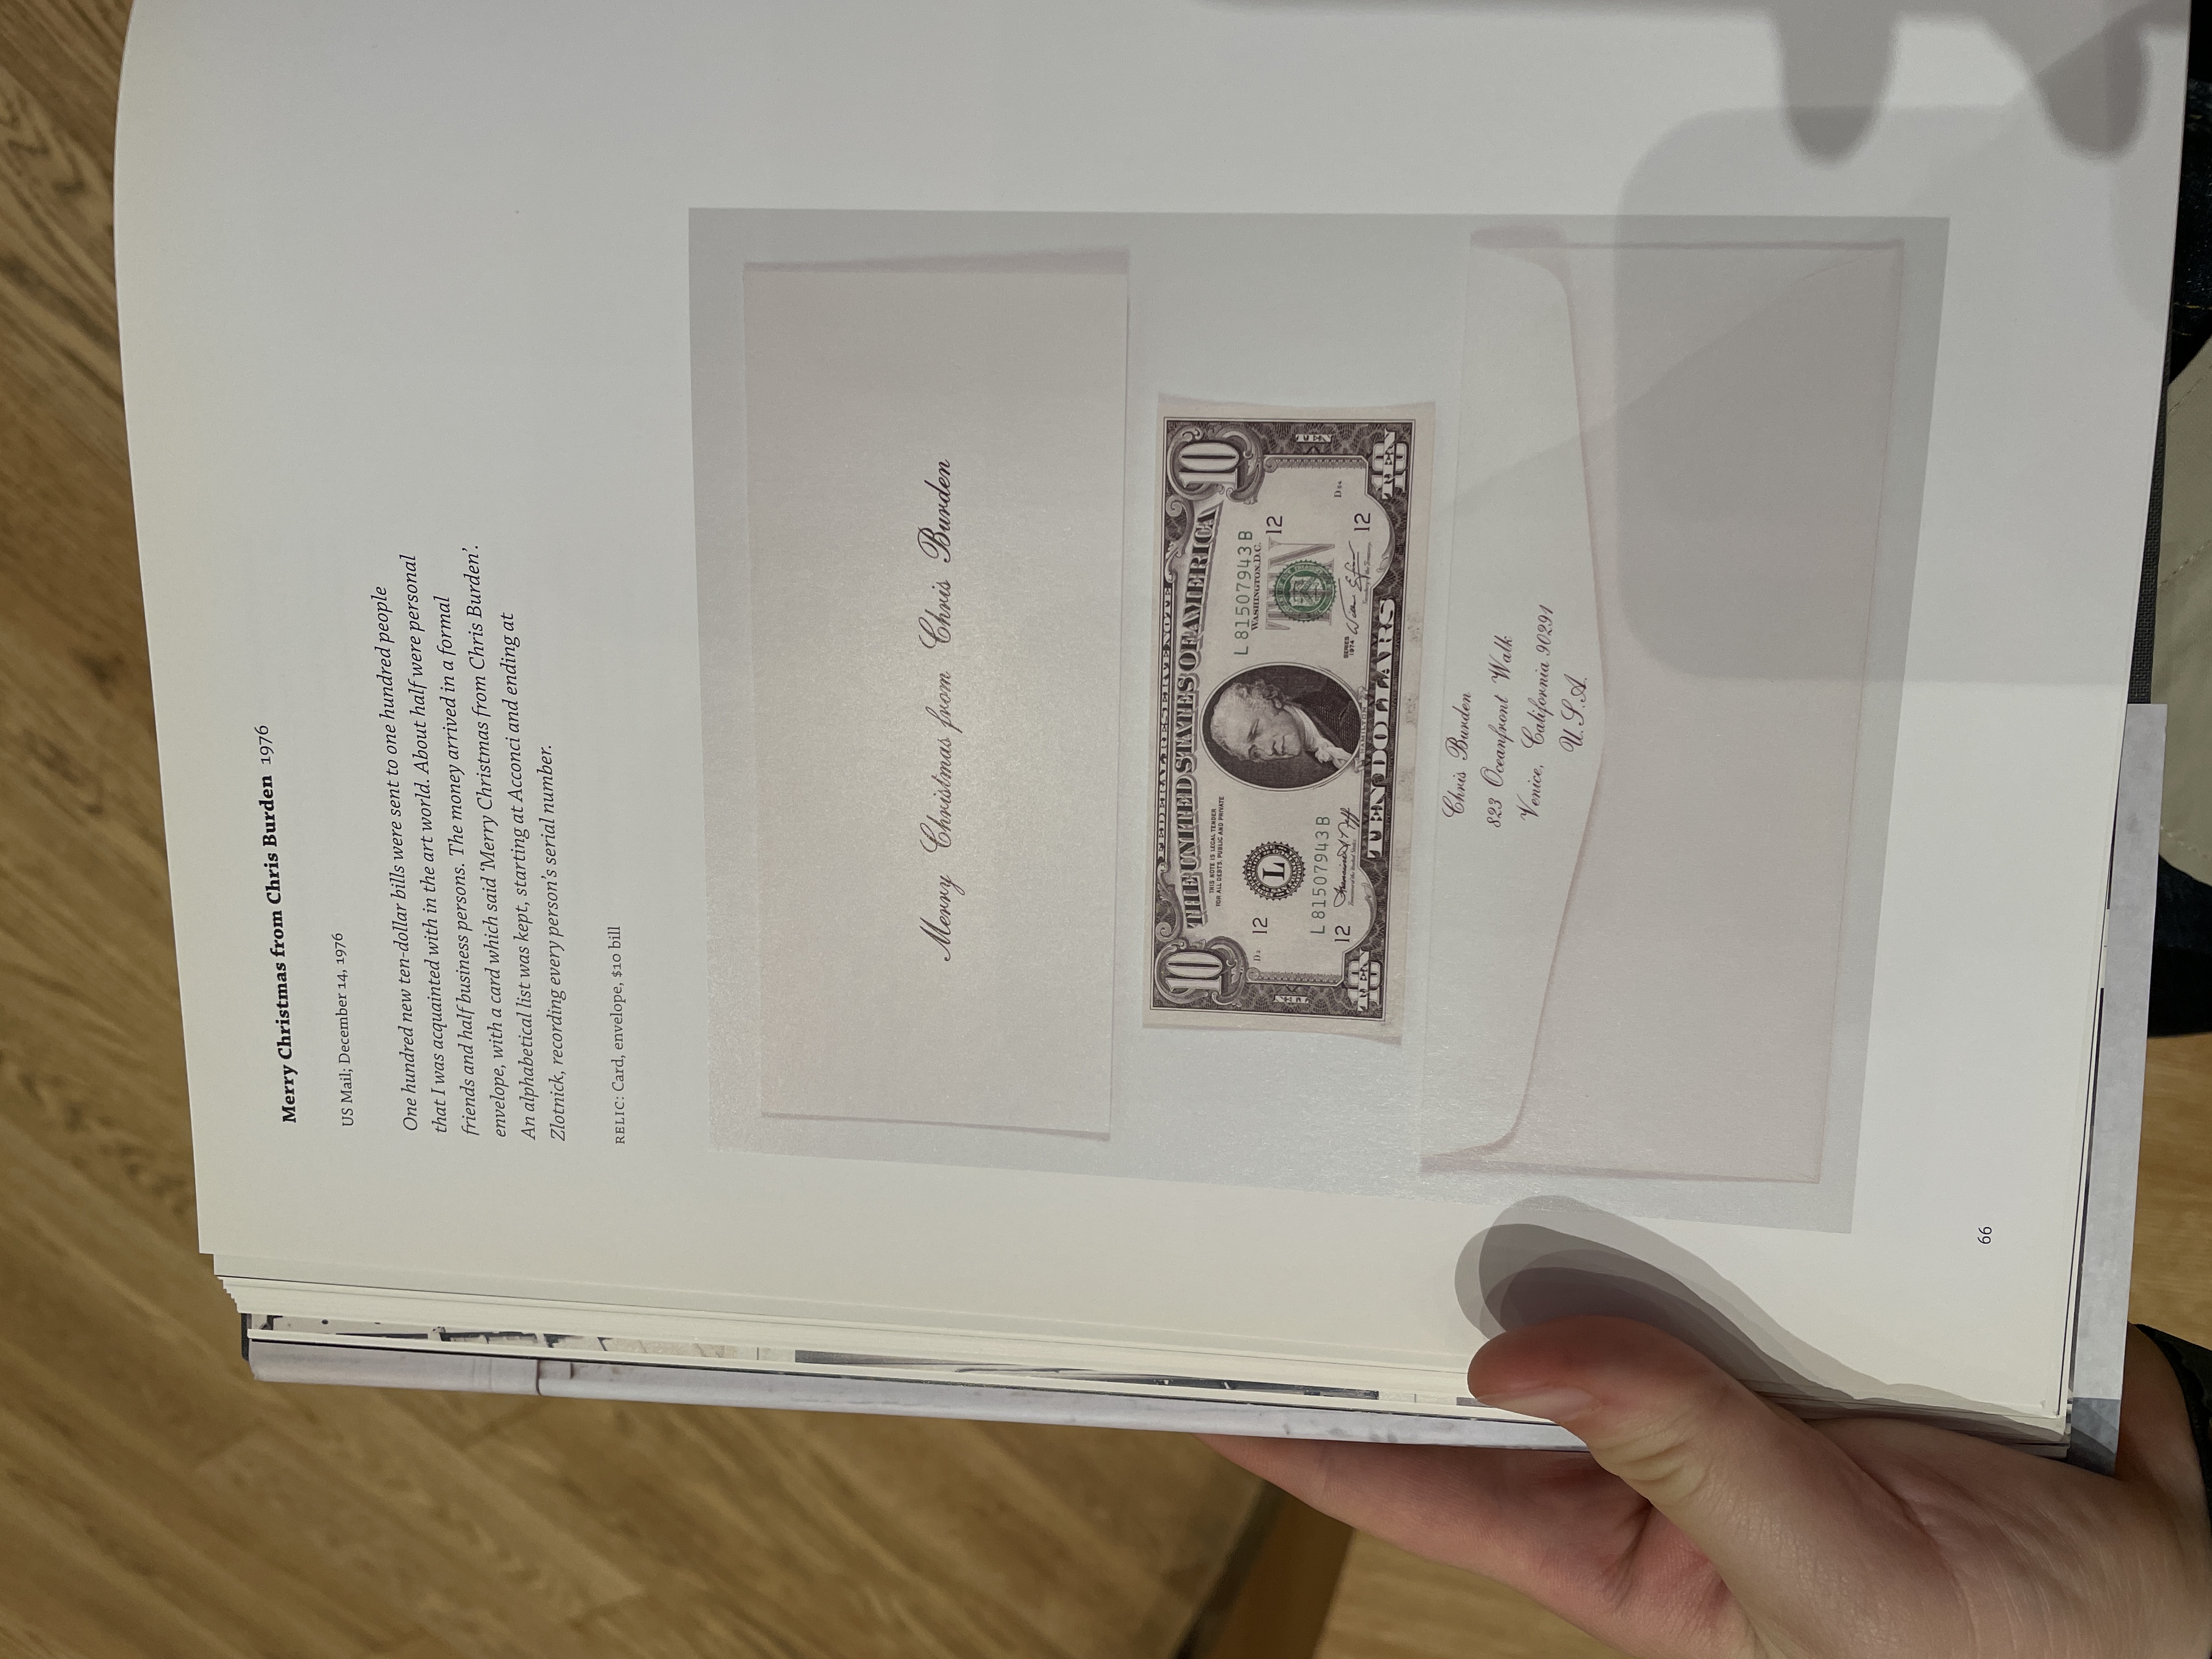 Merry Christmas from Chris Burden 1976
US Mail; December 14, 1976
One hundred new ten-dollar bills were sent to one hundred people
that I was acquainted with in the art world. About half were personal
friends and half business persons. The money arrived in a formal
envelope, with a card which said ‘Merry Christmas from Chris Burden’.
An alphabetical list was kept, starting at Acconci and ending at
Zlotnick, recording every person’s serial number.
RELIC: Card, envelope, $10 bill
Merry Christmas from Chris Burden
FEDERAL RESERVE NOTE
10 THE UNITED STATES OF AMERICA 10
THIS NOTE IS LEGAL TENDER
FOR ALL DEBTS, PUBLIC AND PRIVATE
L 81507943 B
WASHINGTON, D.C.
12 L TEN 12
L 81507943 B
12 SERIES 1974 12
HAMILTON
TEN TEN
10 TEN TEN DOLLARS 10 TEN
Chris Burden
823 Oceanfront Walk
Venice, California 90291
U.S.A.
66